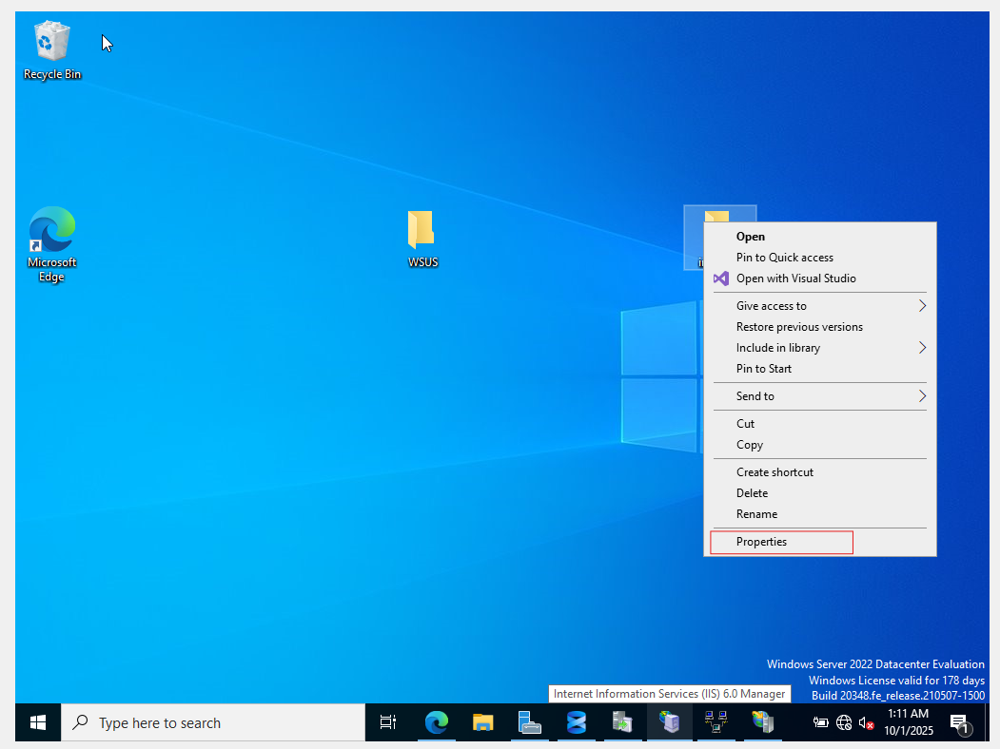 Recycle Bin
Microsoft
Edge
WSUS
Open
Pin to Quick access
Open with Visual Studio
Give access to
Restore previous versions
Include in library
Pin to Start
Send to
Cut
Copy
Create shortcut
Delete
Rename
Properties
Windows Server 2022 Datacenter Evaluation
Windows License valid for 178 days
Build 20348.fe_release.210507-1500
Internet Information Services (IIS) 6.0 Manager
Type here to search
1:11 AM
10/1/2025
1